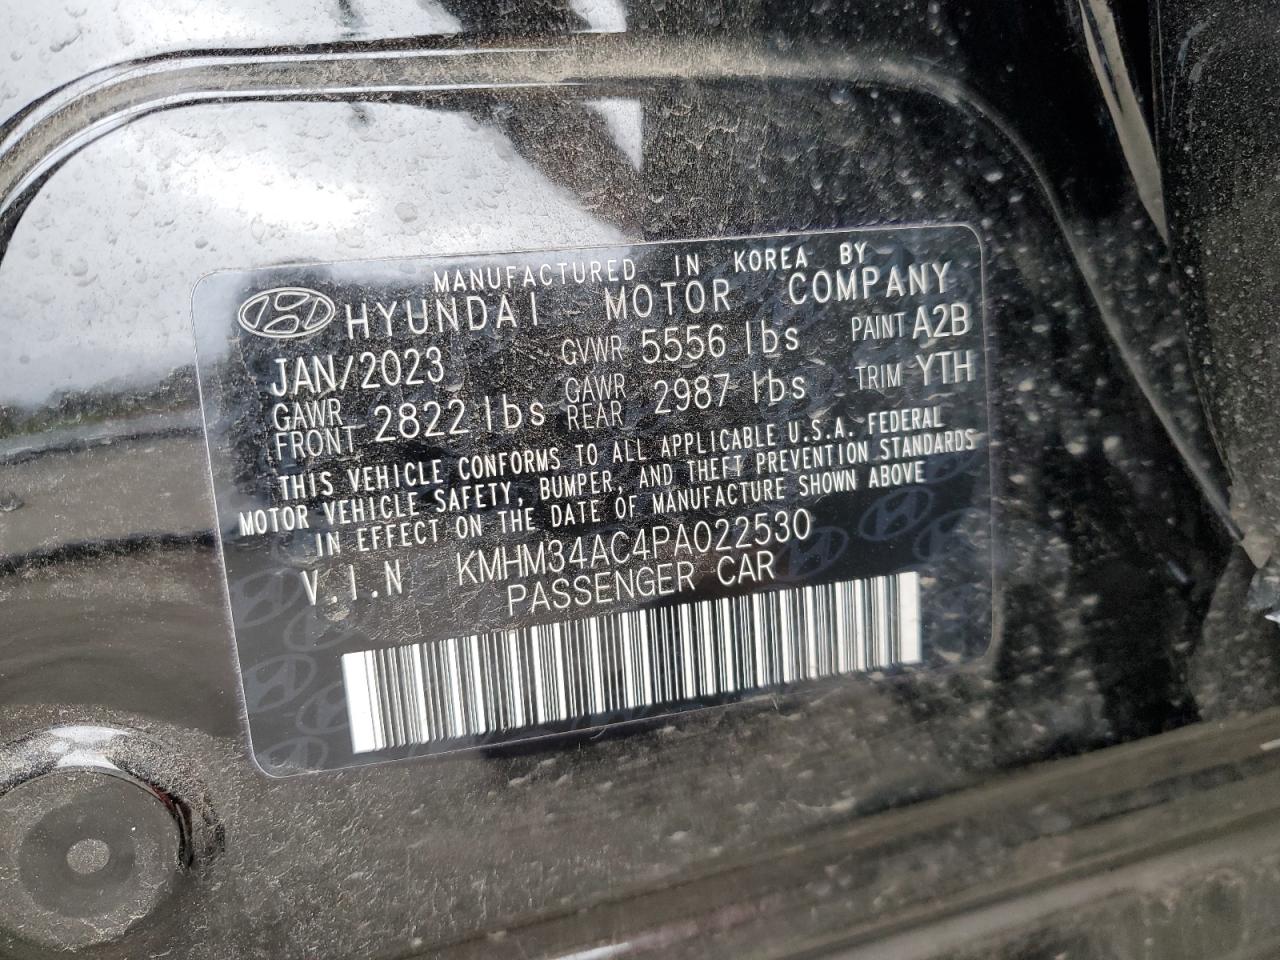 MANUFACTURED IN KOREA BY
HYUNDAI MOTOR COMPANY
JAN/2023 GVWR 5556 lbs PAINT A2B
GAWR FRONT 2822 lbs GAWR REAR 2987 lbs TRIM YTH
THIS VEHICLE CONFORMS TO ALL APPLICABLE U.S.A. FEDERAL
MOTOR VEHICLE SAFETY, BUMPER, AND THEFT PREVENTION STANDARDS
IN EFFECT ON THE DATE OF MANUFACTURE SHOWN ABOVE
V.I.N KMHM34AC4PA022530
PASSENGER CAR